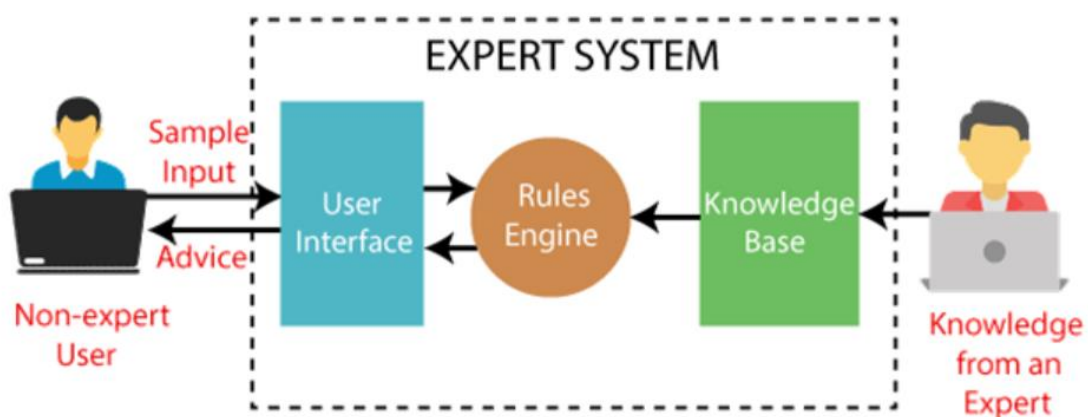 EXPERT SYSTEM
Sample
Input
Advice
Non-expert
User
User
Interface
Rules
Engine
Knowledge
Base
Knowledge
from an
Expert